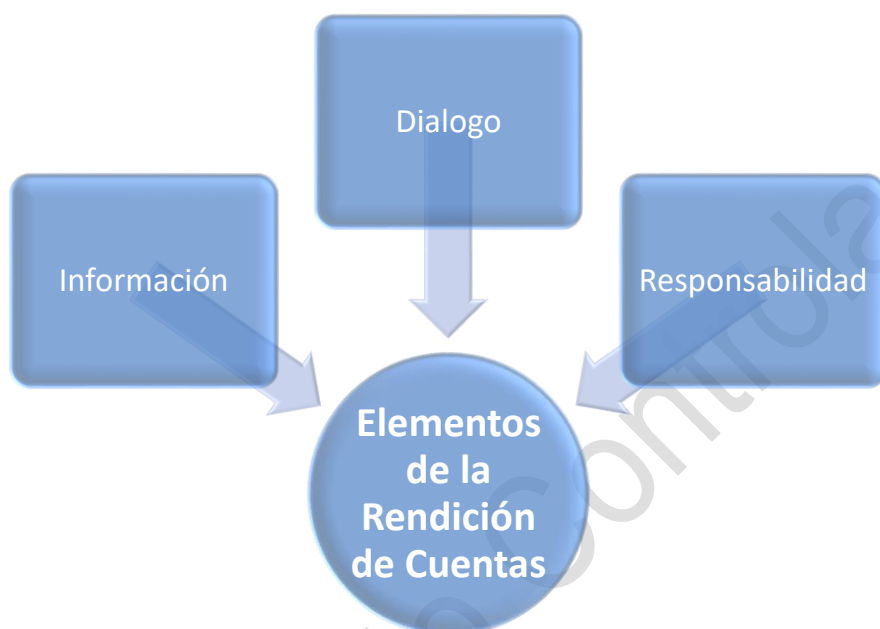 Dialogo
Información
Responsabilidad
Elementos
de la
Rendición
de Cuentas